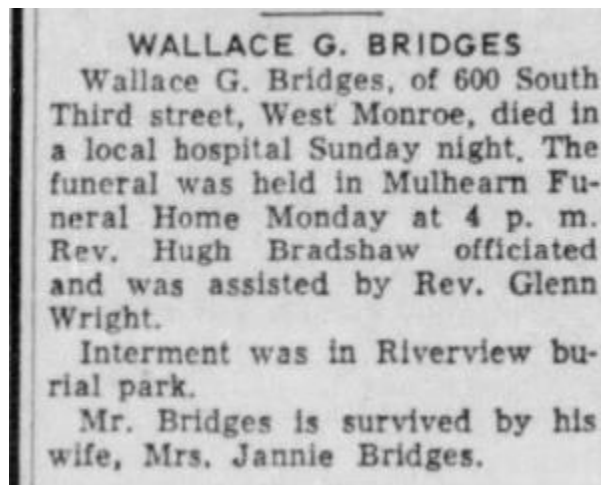 WALLACE G. BRIDGES
Wallace G. Bridges, of 600 South
Third street, West Monroe, died in
a local hospital Sunday night. The
funeral was held in Mulhearn Fu-
neral Home Monday at 4 p. m.
Rev. Hugh Bradshaw officiated
and was assisted by Rev. Glenn
Wright.
Interment was in Riverview bu-
rial park.
Mr. Bridges is survived by his
wife, Mrs. Jannie Bridges.